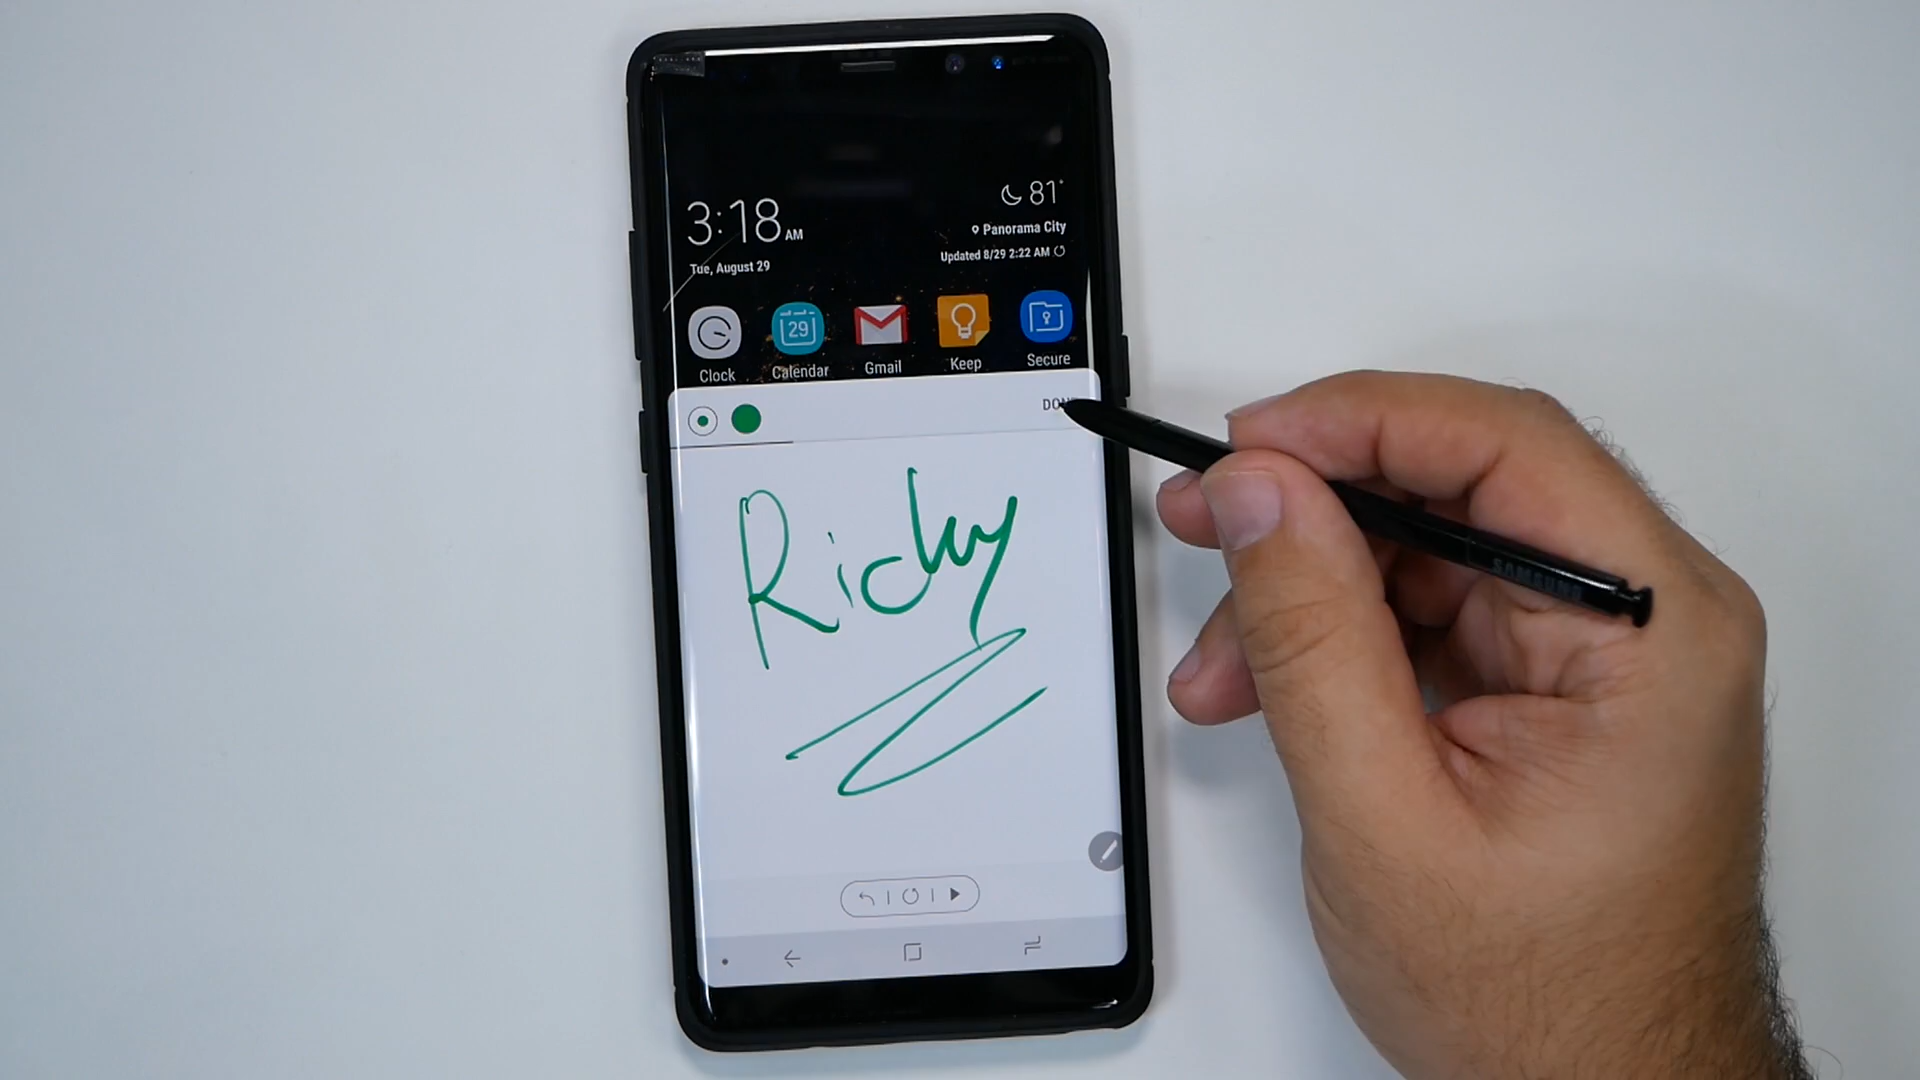 3:18 AM
81°
Panorama City
Tue, August 29
Updated 8/29 2:22 AM
29
Clock
Calendar
Gmail
Keep
Secure
Ricky
SAMSUNG